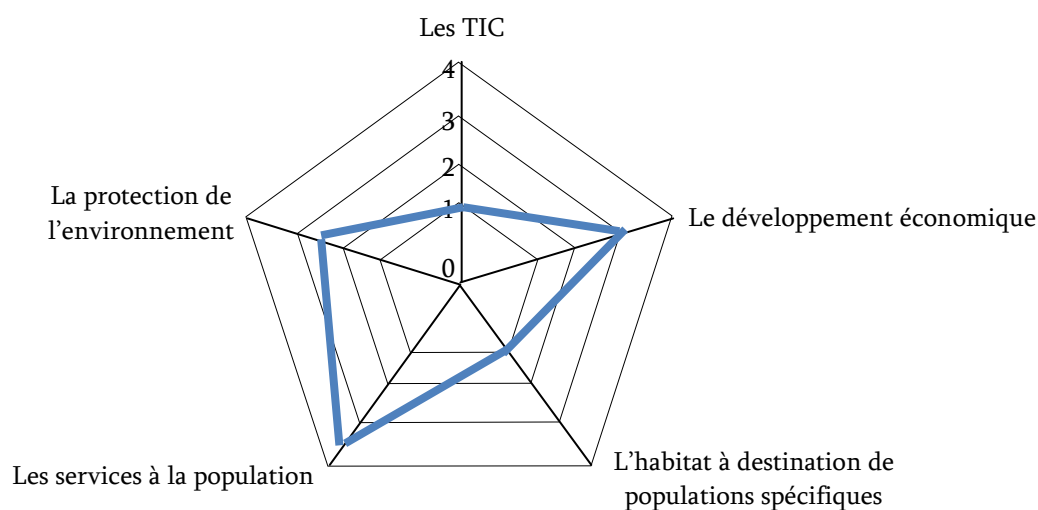 Les TIC
4
3
2
1
0
La protection de
l'environnement
Le développement économique
Les services à la population
L'habitat à destination de
populations spécifiques